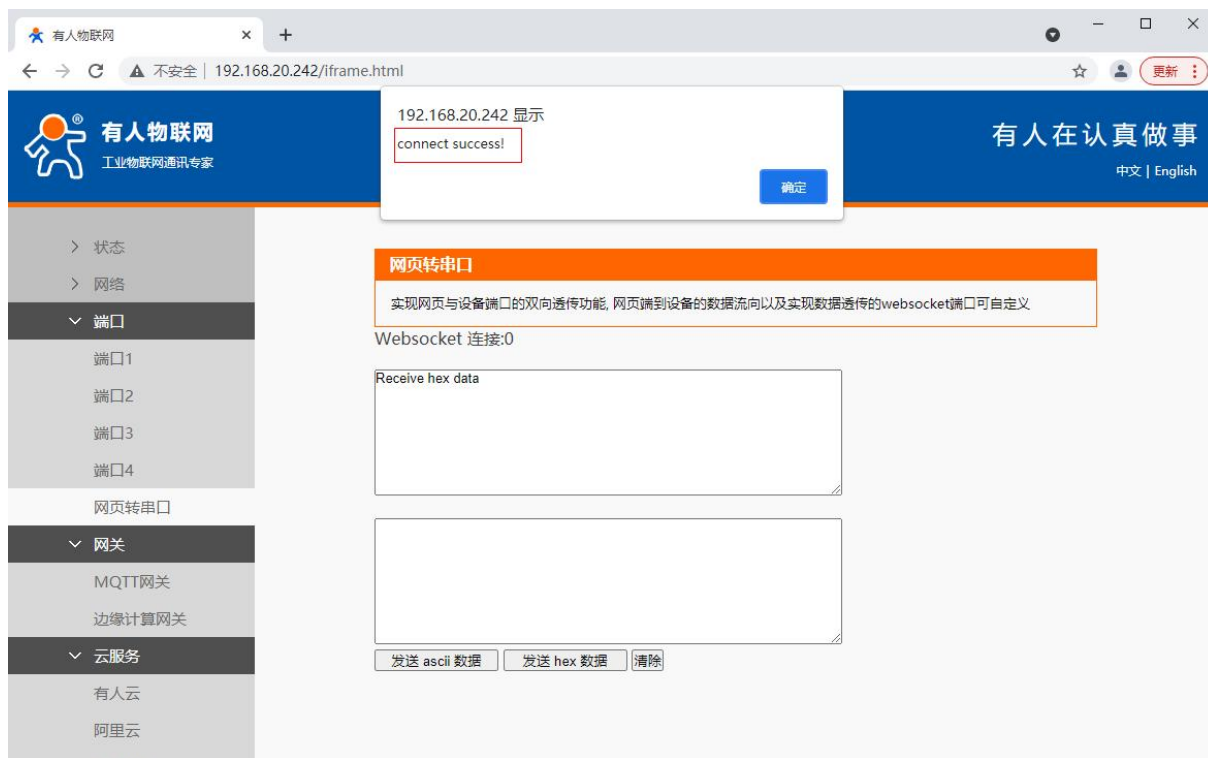 有人物联网
不安全 | 192.168.20.242/iframe.html
更新
192.168.20.242 显示
connect success!
确定
®
有人物联网
工业物联网通讯专家
有人在认真做事
中文 | English
状态
网络
端口
端口1
端口2
端口3
端口4
网页转串口
网关
MQTT网关
边缘计算网关
云服务
有人云
阿里云
网页转串口
实现网页与设备端口的双向透传功能, 网页端到设备的数据流向以及实现数据透传的websocket端口可自定义
Websocket 连接:0
Receive hex data
发送 ascii 数据
发送 hex 数据
清除